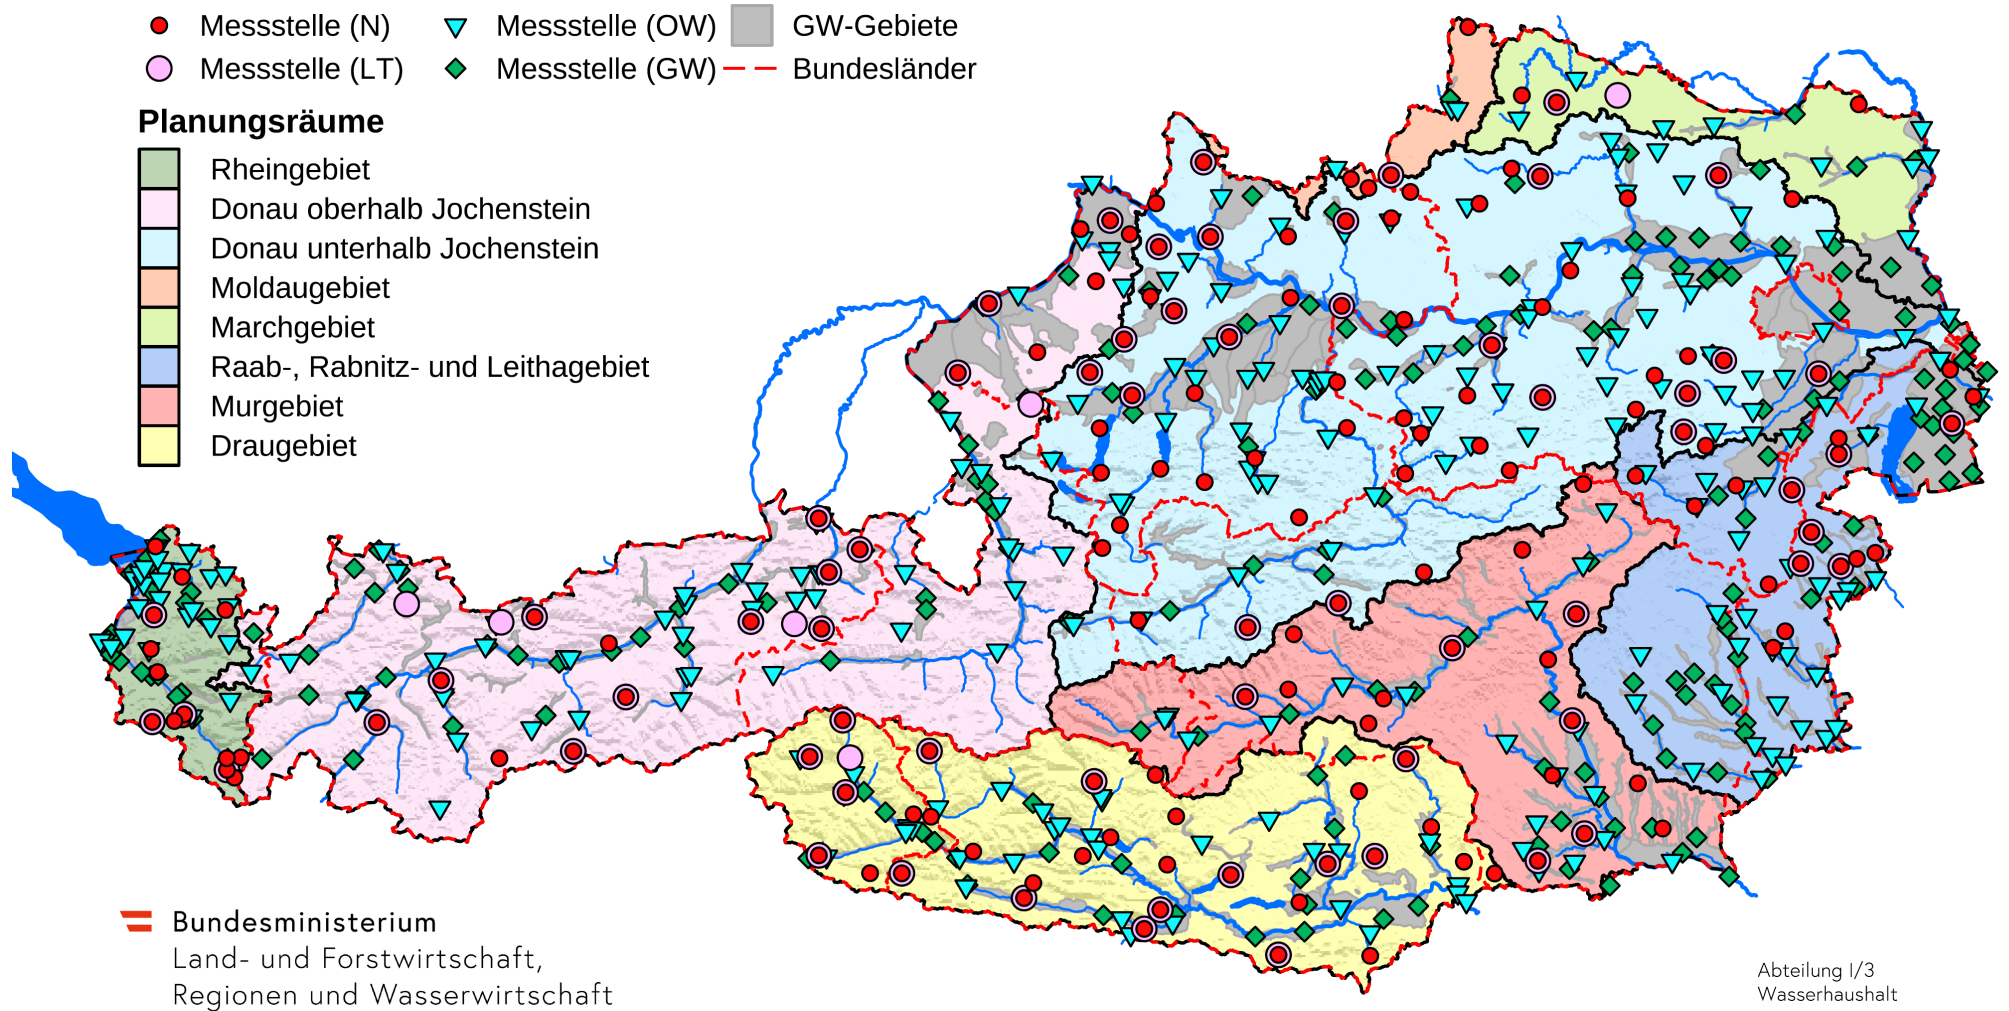 Messstelle (N)
Messstelle (OW)
GW-Gebiete
Messstelle (LT)
Messstelle (GW)
Bundesländer
Planungsräume
Rheingebiet
Donau oberhalb Jochenstein
Donau unterhalb Jochenstein
Moldaugebiet
Marchgebiet
Raab-, Rabnitz- und Leithagebiet
Murgebiet
Draugebiet
Bundesministerium
Land- und Forstwirtschaft,
Regionen und Wasserwirtschaft
Abteilung I/3
Wasserhaushalt